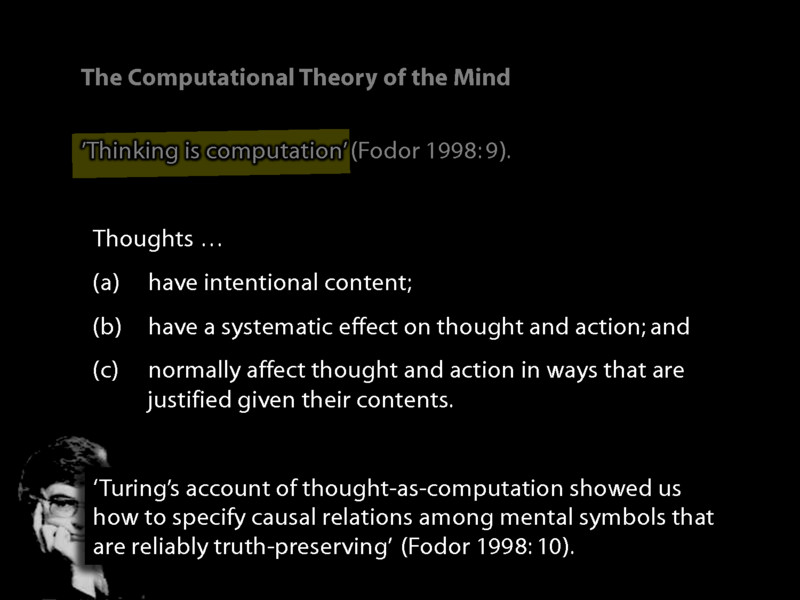 The Computational Theory of the Mind
‘Thinking is computation’ (Fodor 1998: 9).
Thoughts …
(a) have intentional content;
(b) have a systematic effect on thought and action; and
(c) normally affect thought and action in ways that are
justified given their contents.
‘Turing’s account of thought-as-computation showed us
how to specify causal relations among mental symbols that
are reliably truth-preserving’ (Fodor 1998: 10).